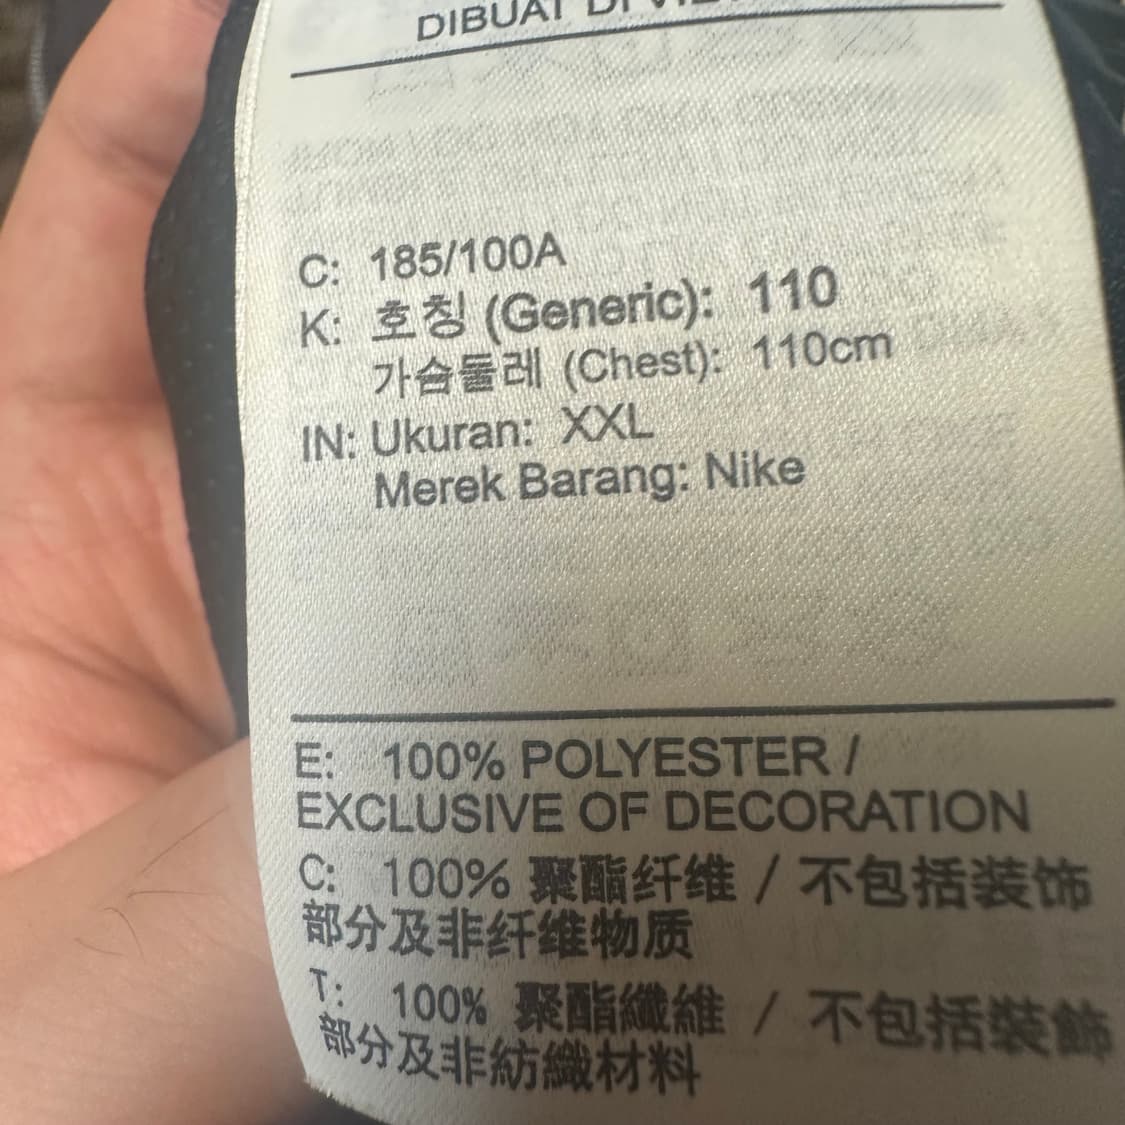 DIBUAT DI
C: 185/100A
K: 호칭 (Generic): 110
가슴둘레 (Chest): 110cm
IN: Ukuran: XXL
Merek Barang: Nike
E: 100% POLYESTER /
EXCLUSIVE OF DECORATION
C: 100% 聚酯纤维 / 不包括装饰
部分及非纤维物质
T: 100% 聚酯纖維 / 不包括裝飾
部分及非紡織材料